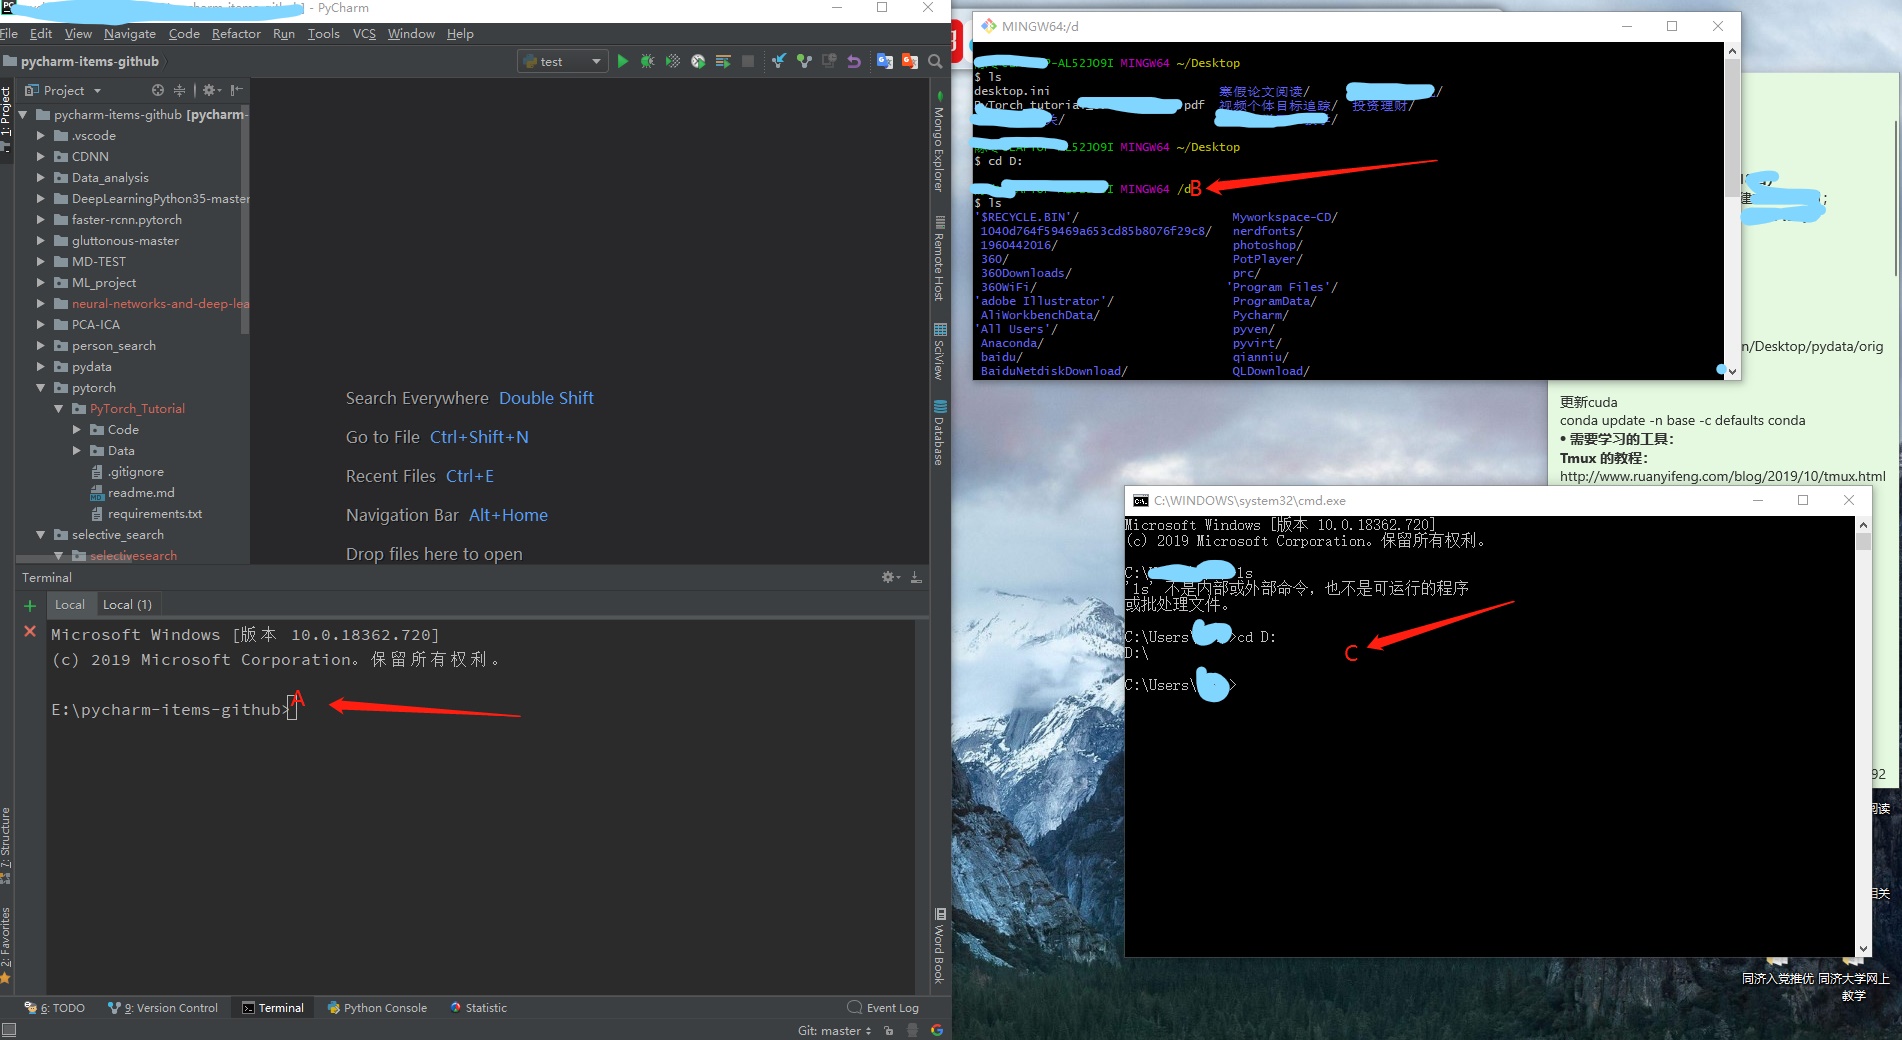 - PyCharm
File Edit View Navigate Code Refactor Run Tools VCS Window Help
pycharm-items-github
test
Project
1: Project
pycharm-items-github [pycharm-
.vscode
CDNN
Data_analysis
DeepLearningPython35-master
faster-rcnn.pytorch
gluttonous-master
MD-TEST
ML_project
neural-networks-and-deep-lea
PCA-ICA
person_search
pydata
pytorch
PyTorch_Tutorial
Code
Data
.gitignore
readme.md
requirements.txt
selective_search
selectivesearch
Search Everywhere Double Shift
Go to File Ctrl+Shift+N
Recent Files Ctrl+E
Navigation Bar Alt+Home
Drop files here to open
Mongo Explorer
Remote Host
SciView
Database
Word Book
Terminal
Local Local (1)
Microsoft Windows [版本 10.0.18362.720]
(c) 2019 Microsoft Corporation。保留所有权利。
E:\pycharm-items-github>
A
7: Structure
2: Favorites
6: TODO 9: Version Control Terminal Python Console Statistic Event Log
Git: master
MINGW64:/d
P-AL52JO9I MINGW64 ~/Desktop
$ ls
desktop.ini 寒假论文阅读/ /
PyTorch_tutoria pdf 视频个体目标追踪/ 投资理财/
/ /
L52JO9I MINGW64 ~/Desktop
$ cd D:
I MINGW64 /d
B
$ ls
'$RECYCLE.BIN'/ Myworkspace-CD/
1040d764f59469a653cd85b8076f29c8/ nerdfonts/
1960442016/ photoshop/
360/ PotPlayer/
360Downloads/ prc/
360WiFi/ 'Program Files'/
'adobe Illustrator'/ ProgramData/
AliWorkbenchData/ Pycharm/
'All Users'/ pyven/
Anaconda/ pyvirt/
baidu/ qianniu/
BaiduNetdiskDownload/ QLDownload/
建 ;
n/Desktop/pydata/orig
更新cuda
conda update -n base -c defaults conda
• 需要学习的工具：
Tmux 的教程：
http://www.ruanyifeng.com/blog/2019/10/tmux.html
C:\WINDOWS\system32\cmd.exe
Microsoft Windows [版本 10.0.18362.720]
(c) 2019 Microsoft Corporation。保留所有权利。
C:\ ls
'ls' 不是内部或外部命令，也不是可运行的程序
或批处理文件。
C:\Users\ >cd D:
D:\
C
C:\Users\ >
92
阅读
相关
同济入党推优 同济大学网上
教学